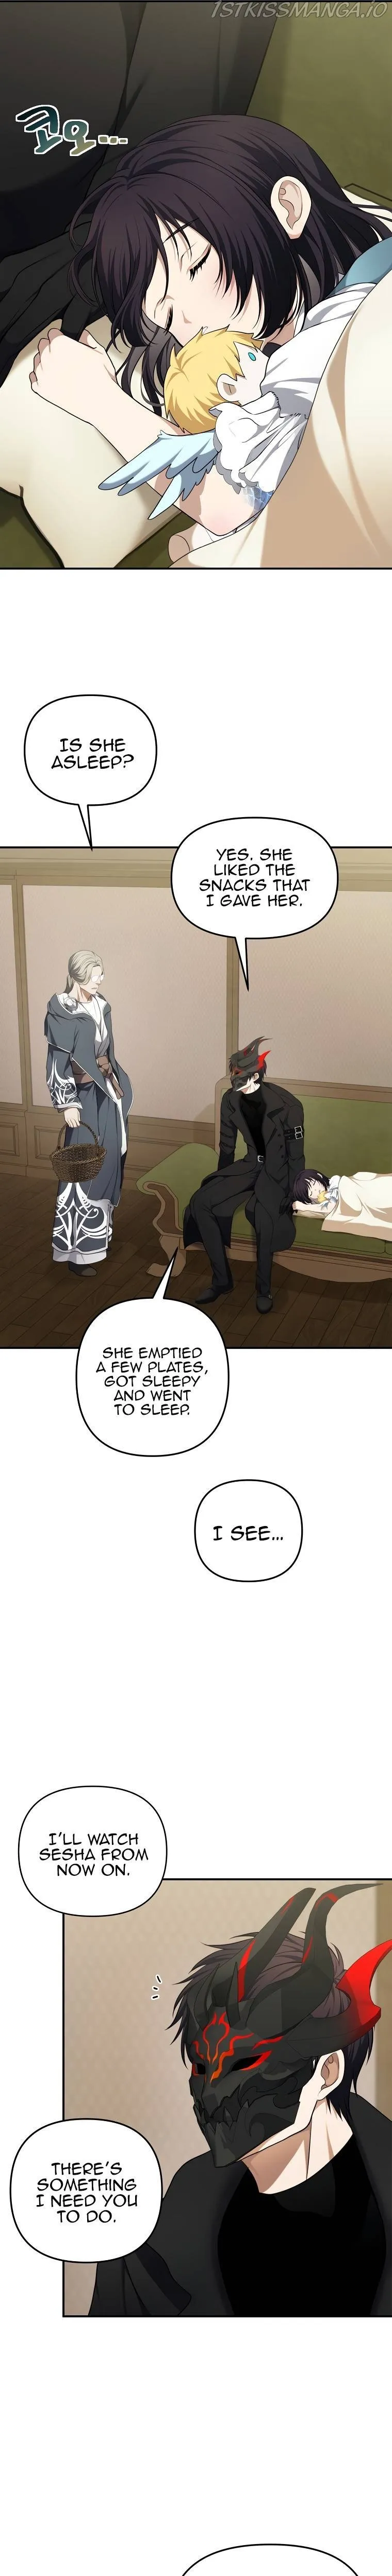 1STKISSMANGA.IO
코오...
IS SHE
ASLEEP?
YES. SHE
LIKED THE
SNACKS THAT
I GAVE HER.
SHE EMPTIED
A FEW PLATES,
GOT SLEEPY
AND WENT
TO SLEEP.
I SEE...
I'LL WATCH
SESHA FROM
NOW ON.
THERE'S
SOMETHING
I NEED YOU
TO DO.